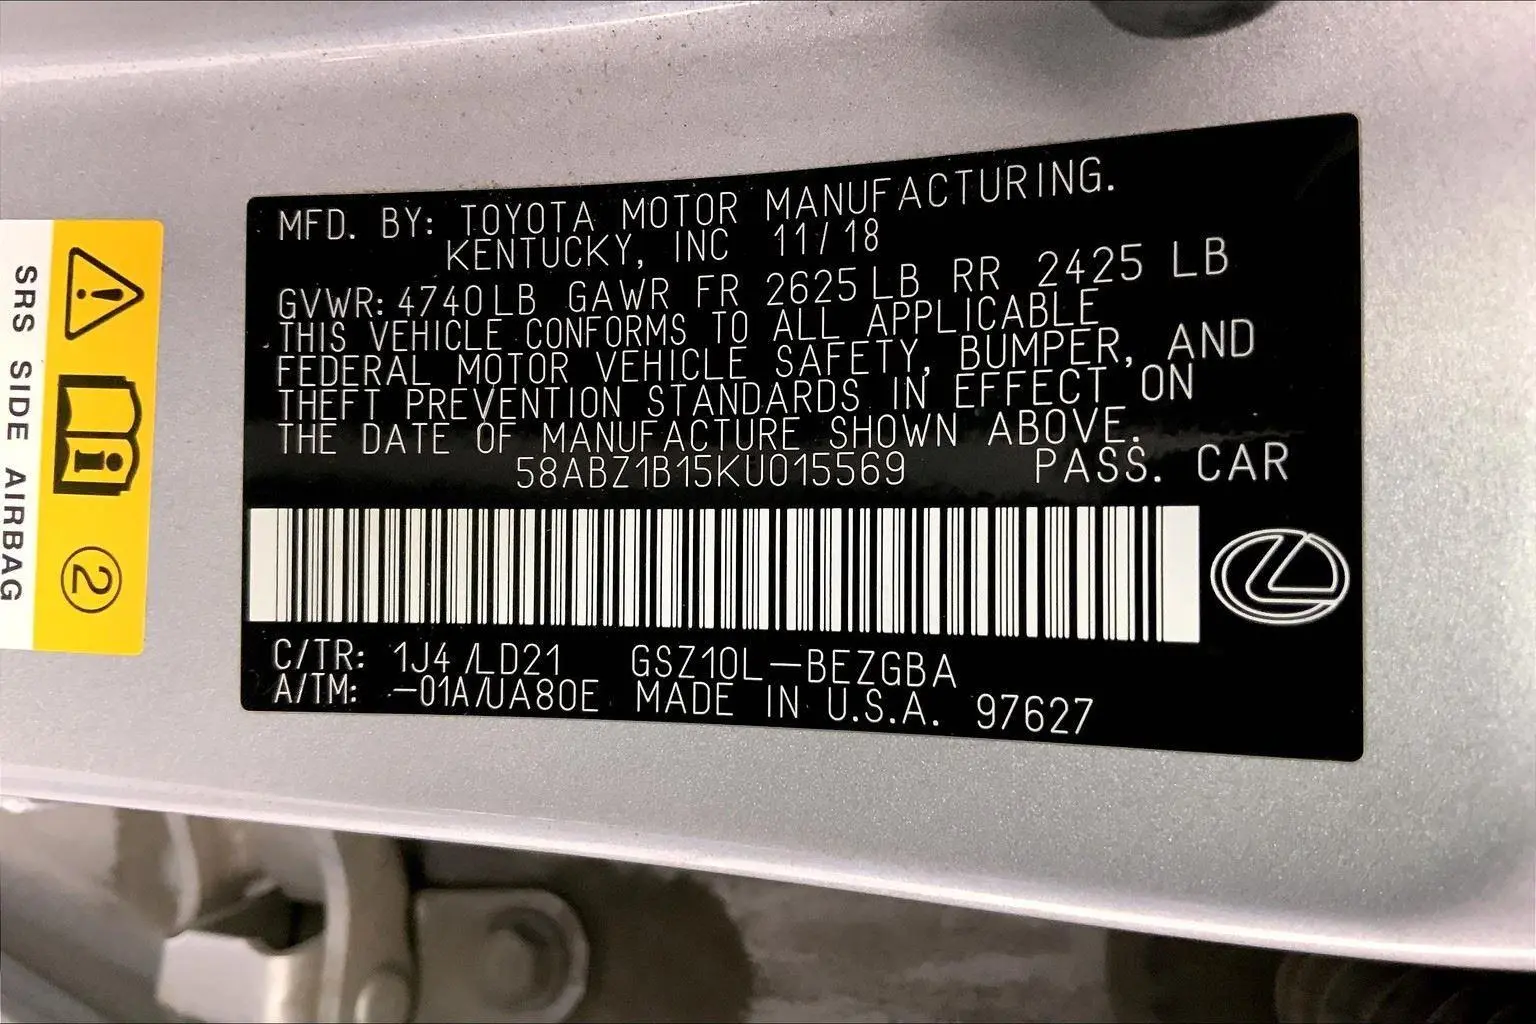 MFD. BY: TOYOTA MOTOR MANUFACTURING.
KENTUCKY, INC 11/18
GVWR: 4740LB GAWR FR 2625 LB RR 2425 LB
THIS VEHICLE CONFORMS TO ALL APPLICABLE
FEDERAL MOTOR VEHICLE SAFETY, BUMPER, AND
THEFT PREVENTION STANDARDS IN EFFECT ON
THE DATE OF MANUFACTURE SHOWN ABOVE.
58ABZ1B15KU015569 PASS. CAR
C/TR: 1J4 /LD21 GSZ10L-BEZGBA
A/TM: -01A/UA80E MADE IN U.S.A. 97627
SRS SIDE AIRBAG
2